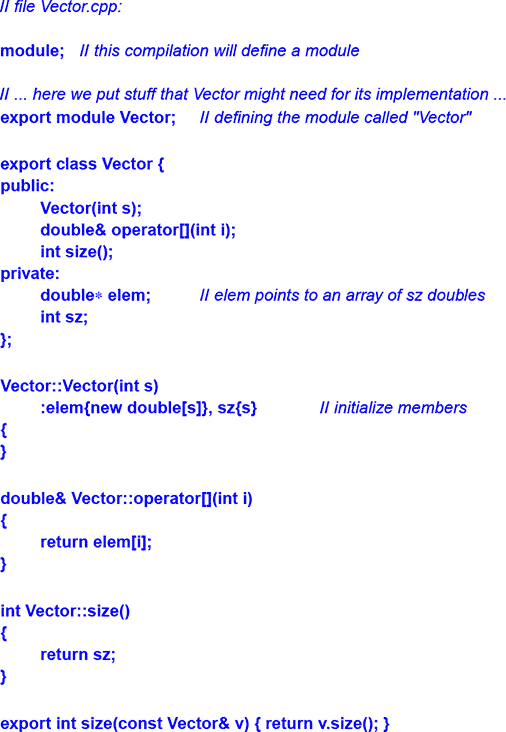 // file Vector.cpp:
module; // this compilation will define a module
// ... here we put stuff that Vector might need for its implementation ...
export module Vector; // defining the module called "Vector"
export class Vector {
public:
Vector(int s);
double& operator[](int i);
int size();
private:
double∗ elem; // elem points to an array of sz doubles
int sz;
};
Vector::Vector(int s)
:elem{new double[s]}, sz{s} // initialize members
{
}
double& Vector::operator[](int i)
{
return elem[i];
}
int Vector::size()
{
return sz;
}
export int size(const Vector& v) { return v.size(); }